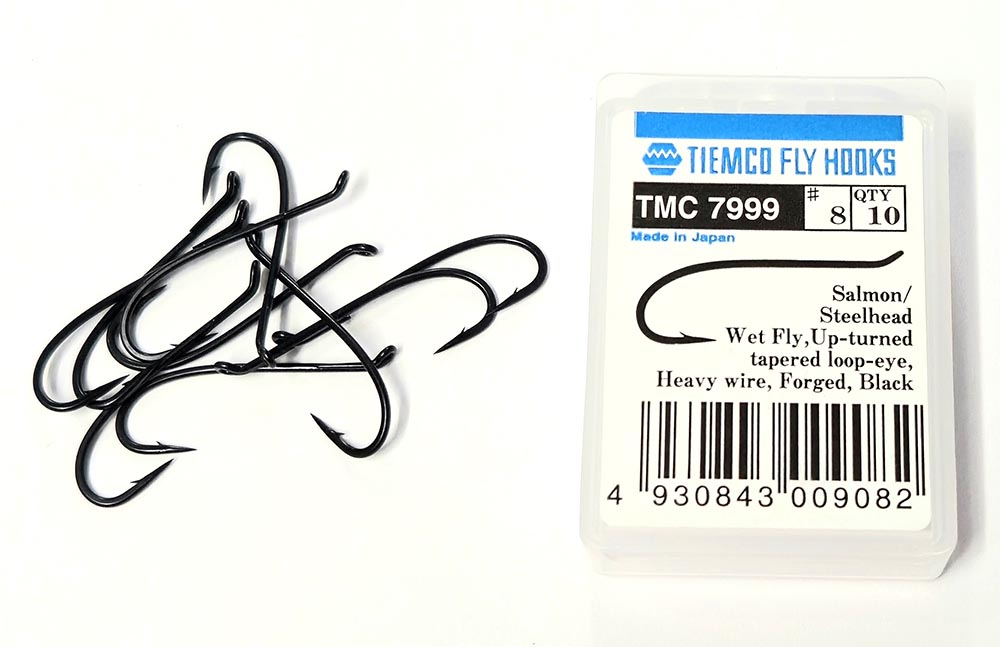 TIEMCO FLY HOOKS
TMC 7999 # 8 QTY 10
Made in Japan
Salmon/
Steelhead
Wet Fly,Up-turned
tapered loop-eye,
Heavy wire, Forged, Black
4 930843 009082